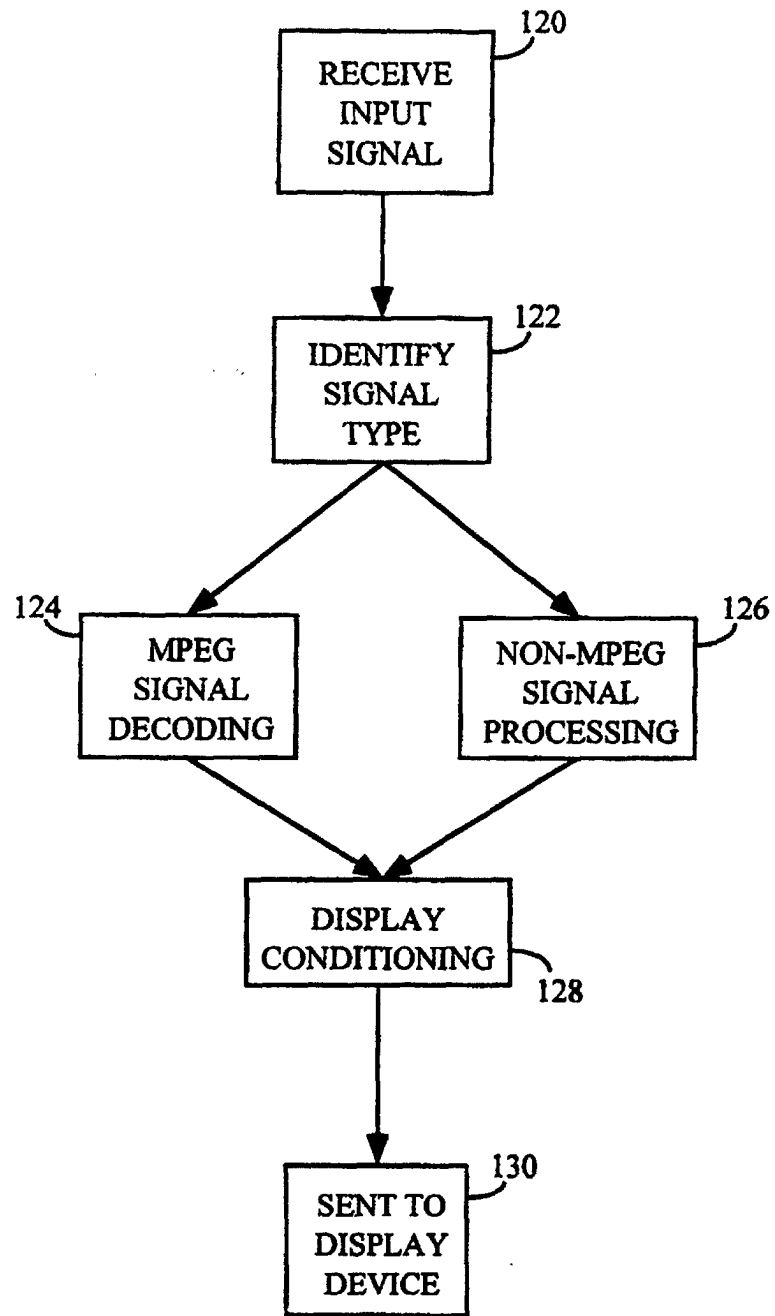 120
RECEIVE
INPUT
SIGNAL
122
IDENTIFY
SIGNAL
TYPE
124
MPEG
SIGNAL
DECODING
126
NON-MPEG
SIGNAL
PROCESSING
DISPLAY
CONDITIONING
128
130
SENT TO
DISPLAY
DEVICE